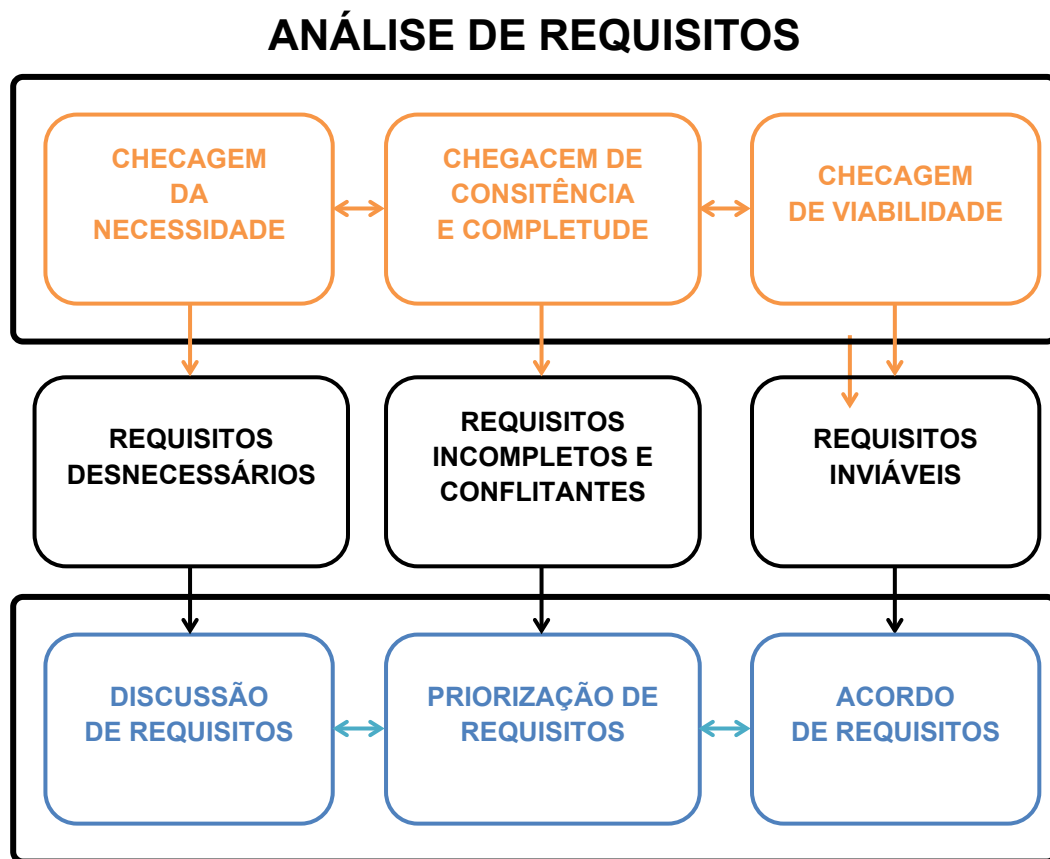 ANÁLISE DE REQUISITOS
CHECAGEM
DA
NECESSIDADE
CHEGACEM DE
CONSITÊNCIA
E COMPLETUDE
CHECAGEM
DE VIABILIDADE
REQUISITOS
DESNECESSÁRIOS
REQUISITOS
INCOMPLETOS E
CONFLITANTES
REQUISITOS
INVIÁVEIS
DISCUSSÃO
DE REQUISITOS
PRIORIZAÇÃO DE
REQUISITOS
ACORDO
DE REQUISITOS